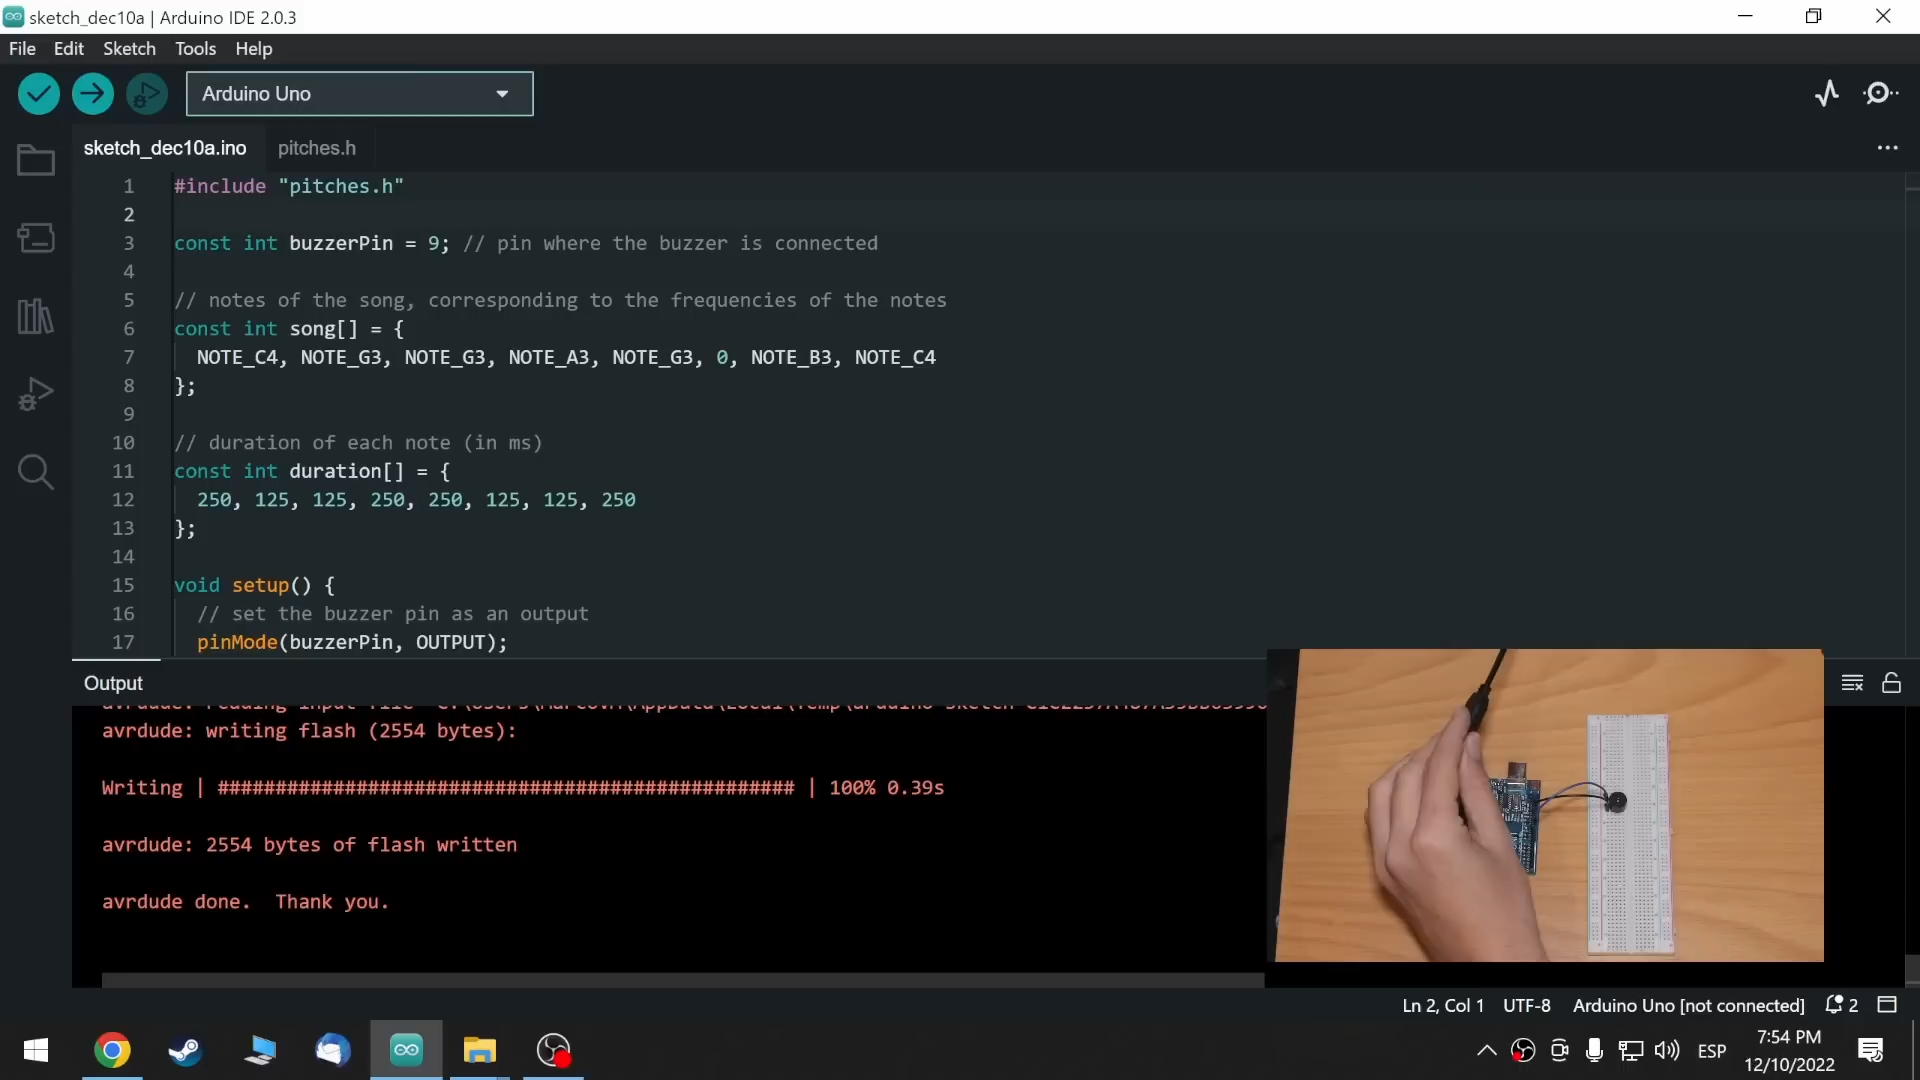 sketch_dec10a | Arduino IDE 2.0.3
File Edit Sketch Tools Help
Arduino Uno
sketch_dec10a.ino pitches.h
1 #include "pitches.h"
2
3 const int buzzerPin = 9; // pin where the buzzer is connected
4
5 // notes of the song, corresponding to the frequencies of the notes
6 const int song[] = {
7 NOTE_C4, NOTE_G3, NOTE_G3, NOTE_A3, NOTE_G3, 0, NOTE_B3, NOTE_C4
8 };
9
10 // duration of each note (in ms)
11 const int duration[] = {
12 250, 125, 125, 250, 250, 125, 125, 250
13 };
14
15 void setup() {
16 // set the buzzer pin as an output
17 pinMode(buzzerPin, OUTPUT);
Output
avrdude: reading input file
avrdude: writing flash (2554 bytes):
Writing | ################################################## | 100% 0.39s
avrdude: 2554 bytes of flash written
avrdude done. Thank you.
Ln 2, Col 1 UTF-8 Arduino Uno [not connected] 2
ESP
7:54 PM
12/10/2022